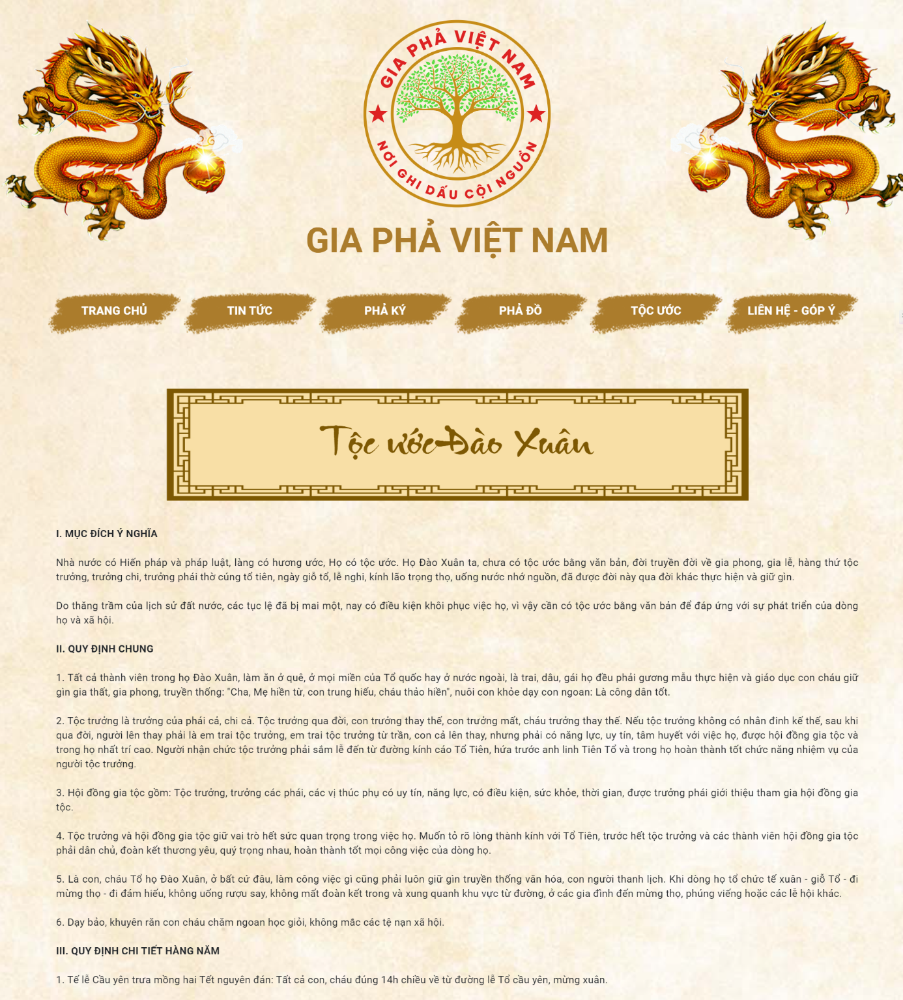 GIA PHẢ VIỆT NAM
NƠI GHI DẤU CỘI NGUỒN
GIA PHẢ VIỆT NAM
TRANG CHỦ
TIN TỨC
PHẢ KÝ
PHẢ ĐỒ
TỘC ƯỚC
LIÊN HỆ - GÓP Ý
Tộc ước Đào Xuân
I. MỤC ĐÍCH Ý NGHĨA
Nhà nước có Hiến pháp và pháp luật, làng có hương ước, Họ có tộc ước. Họ Đào Xuân ta, chưa có tộc ước bằng văn bản, đời truyền đời về gia phong, gia lễ, hàng thứ tộc
trưởng, trưởng chi, trưởng phái thờ cúng tổ tiên, ngày giỗ tổ, lễ nghi, kính lão trọng thọ, uống nước nhớ nguồn, đã được đời này qua đời khác thực hiện và giữ gìn.
Do thăng trầm của lịch sử đất nước, các tục lệ đã bị mai một, nay có điều kiện khôi phục việc họ, vì vậy cần có tộc ước bằng văn bản để đáp ứng với sự phát triển của dòng
họ và xã hội.
II. QUY ĐỊNH CHUNG
1. Tất cả thành viên trong họ Đào Xuân, làm ăn ở quê, ở mọi miền của Tổ quốc hay ở nước ngoài, là trai, dâu, gái họ đều phải gương mẫu thực hiện và giáo dục con cháu giữ
gìn gia thất, gia phong, truyền thống: "Cha, Mẹ hiền từ, con trung hiếu, cháu thảo hiền", nuôi con khỏe dạy con ngoan: Là công dân tốt.
2. Tộc trưởng là trưởng của phái cả, chi cả. Tộc trưởng qua đời, con trưởng thay thế, con trưởng mất, cháu trưởng thay thế. Nếu tộc trưởng không có nhân đinh kế thế, sau khi
qua đời, người lên thay phải là em trai tộc trưởng, em trai tộc trưởng từ trần, con cả lên thay, nhưng phải có năng lực, uy tín, tâm huyết với việc họ, được hội đồng gia tộc và
trong họ nhất trí cao. Người nhận chức tộc trưởng phải sắm lễ đến từ đường kính cáo Tổ Tiên, hứa trước anh linh Tiên Tổ và trong họ hoàn thành tốt chức năng nhiệm vụ của
người tộc trưởng.
3. Hội đồng gia tộc gồm: Tộc trưởng, trưởng các phái, các vị thúc phụ có uy tín, năng lực, có điều kiện, sức khỏe, thời gian, được trưởng phái giới thiệu tham gia hội đồng gia
tộc.
4. Tộc trưởng và hội đồng gia tộc giữ vai trò hết sức quan trọng trong việc họ. Muốn tỏ rõ lòng thành kính với Tổ Tiên, trước hết tộc trưởng và các thành viên hội đồng gia tộc
phải dân chủ, đoàn kết thương yêu, quý trọng nhau, hoàn thành tốt mọi công việc của dòng họ.
5. Là con, cháu Tổ họ Đào Xuân, ở bất cứ đâu, làm công việc gì cũng phải luôn giữ gìn truyền thống văn hóa, con người thanh lịch. Khi dòng họ tổ chức tế xuân - giỗ Tổ - đi
mừng thọ - đi đám hiếu, không uống rượu say, không mất đoàn kết trong và xung quanh khu vực từ đường, ở các gia đình đến mừng thọ, phúng viếng hoặc các lễ hội khác.
6. Dạy bảo, khuyên răn con cháu chăm ngoan học giỏi, không mắc các tệ nạn xã hội.
III. QUY ĐỊNH CHI TIẾT HÀNG NĂM
1. Tế lễ Cầu yên trưa mồng hai Tết nguyên đán: Tất cả con, cháu đúng 14h chiều về từ đường lễ Tổ cầu yên, mừng xuân.